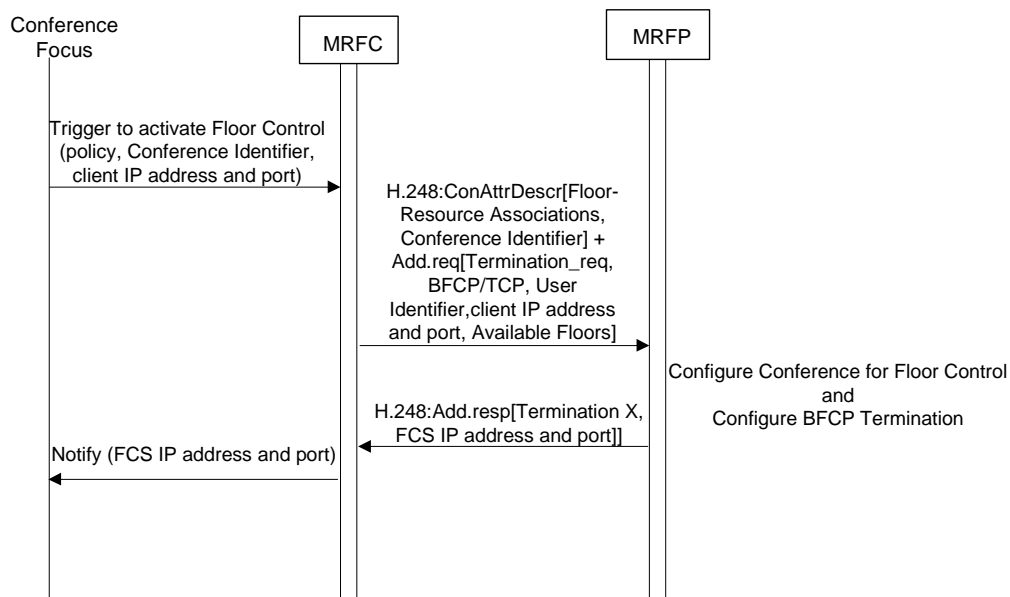 Conference
Focus
MRFC
MRFP
Trigger to activate Floor Control
(policy, Conference Identifier,
client IP address and port)
H.248:ConAttrDescr[Floor-
Resource Associations,
Conference Identifier] +
Add.req[Termination_req,
BFCP/TCP, User
Identifier,client IP address
and port, Available Floors]
Configure Conference for Floor Control
and
Configure BFCP Termination
H.248:Add.resp[Termination X,
FCS IP address and port]]
Notify (FCS IP address and port)